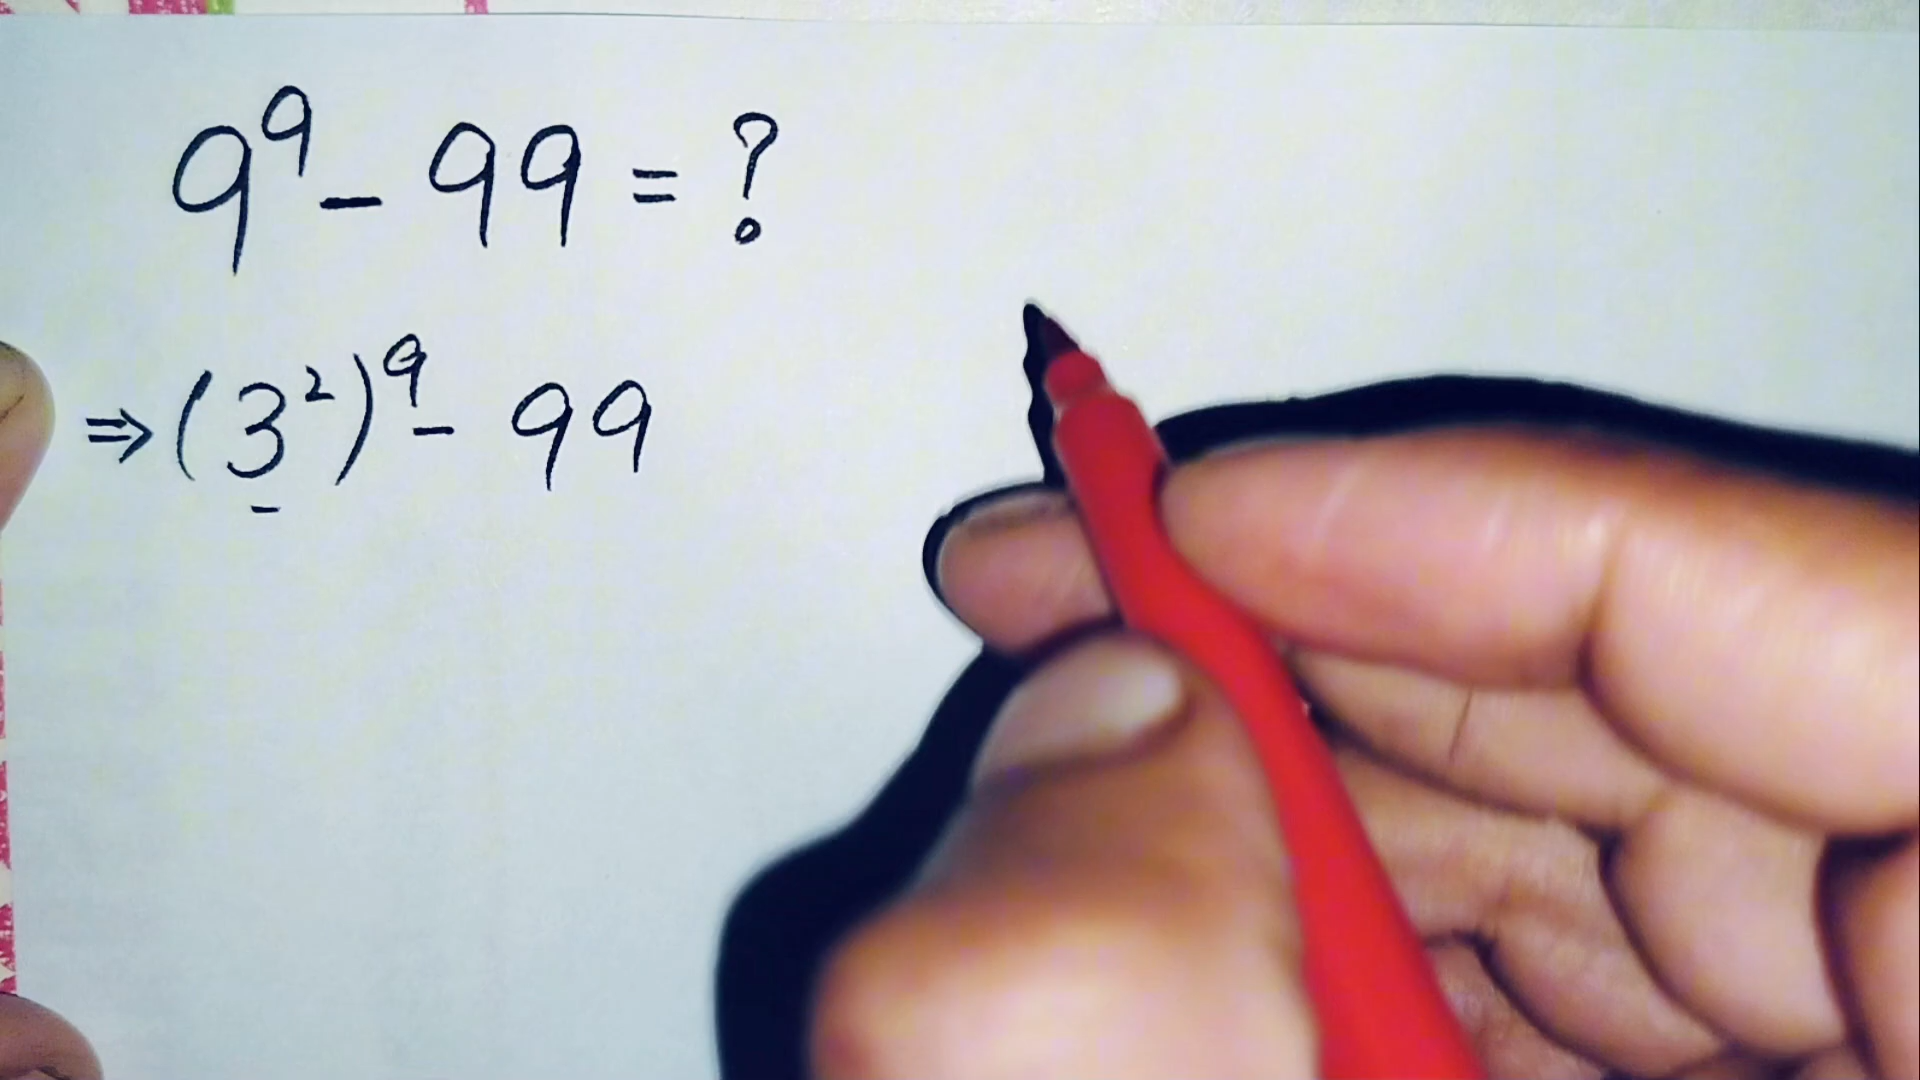 9⁹ - 99 = ?
⇒ (3²)⁹ - 99